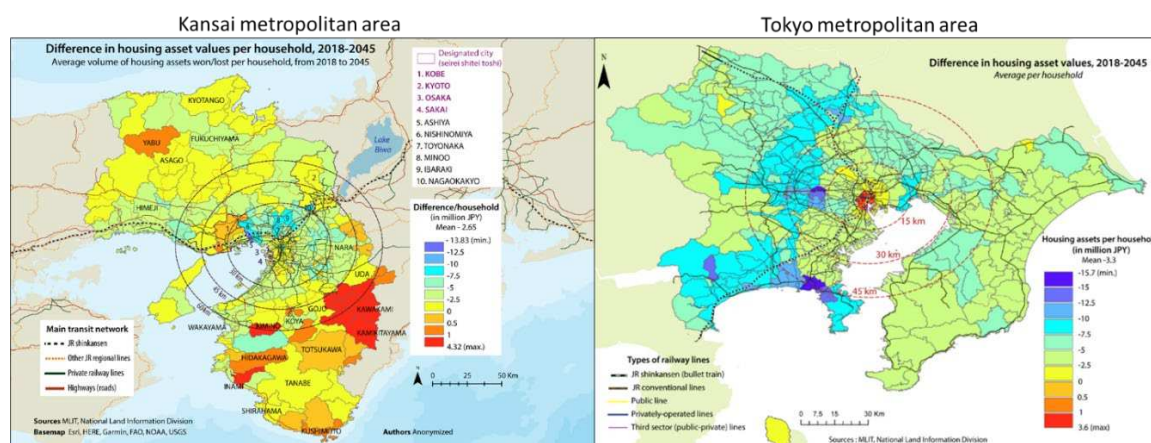 Kansai metropolitan area
Tokyo metropolitan area
Difference in housing asset values per household, 2018-2045
Average volume of housing assets won/lost per household, from 2018 to 2045
Designated city
(seirei shitei toshi)
1. KOBE
2. KYOTO
3. OSAKA
4. SAKAI
5. ASHIYA
6. NISHINOMIYA
7. TOYONAKA
8. MINOO
9. IBARAKI
10. NAGAOKAKYO
Difference/household
(in million JPY)
Mean - 2.65
- 13.83 (min.)
-12.5
-10
-7.5
-5
-2.5
0
0.5
1
4.32 (max.)
KYOTANGO
FUKUCHIYAMA
YABU
ASAGO
HIMEJI
Lake
Biwa
2
3
4
NARA
UDA
45 km
GOJO
KAWAKAMI
WAKAYAMA
KOYA
KAMIKITAYAMA
TOTSUKAWA
HIDAKAGAWA
INAMI
TANABE
SHIRAHAMA
KUSHIMOTO
Main transit network
JR shinkansen
Other JR regional lines
Private railway lines
Highways (roads)
N
0
25
50 Km
Sources MLIT, National Land Information Division
Basemap Esri, HERE, Garmin, FAO, NOAA, USGS
Authors Anonymized
N
Difference in housing asset values, 2018-2045
Average per household
15 km
30 km
45 km
Housing assets per household
(in million JPY)
Mean -3.3
-15.7 (min.)
-15
-12.5
-10
-7.5
-5
-2.5
0
0.5
1
3.6 (max)
Types of railway lines
JR shinkansen (bullet train)
JR conventional lines
Public line
Privately-operated lines
Third sector (public-private) lines
0
7.5
15
30 Km
Sources : MLIT, National Land Information Division